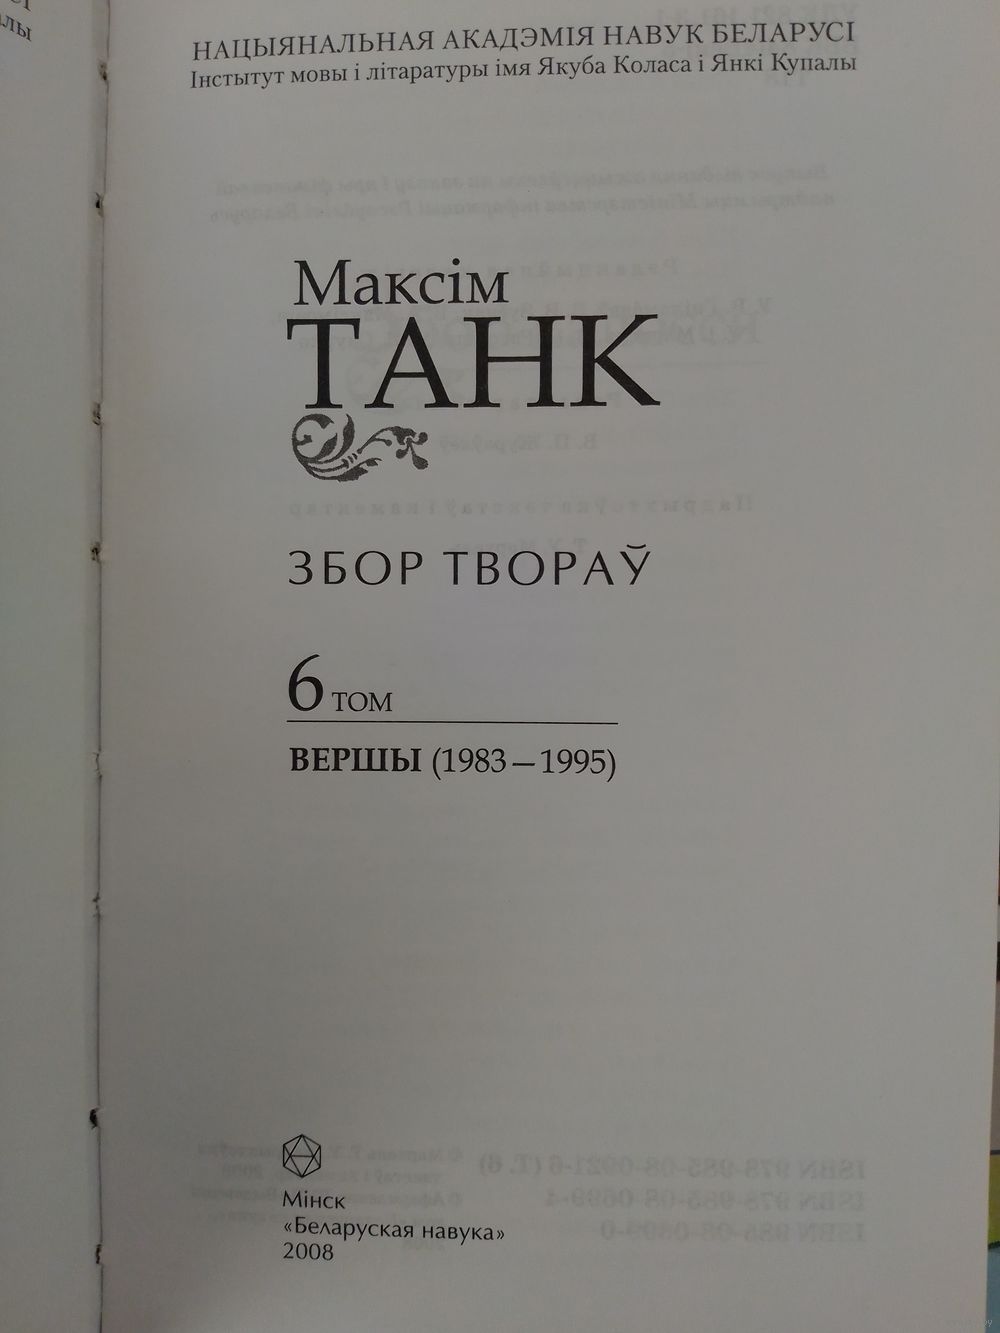 НАЦЫЯНАЛЬНАЯ АКАДЭМІЯ НАВУК БЕЛАРУСІ
Інстытут мовы і літаратуры імя Якуба Коласа і Янкі Купалы
Максім
ТАНК
ЗБОР ТВОРАЎ
6 ТОМ
ВЕРШЫ (1983—1995)
Мінск
«Беларуская навука»
2008